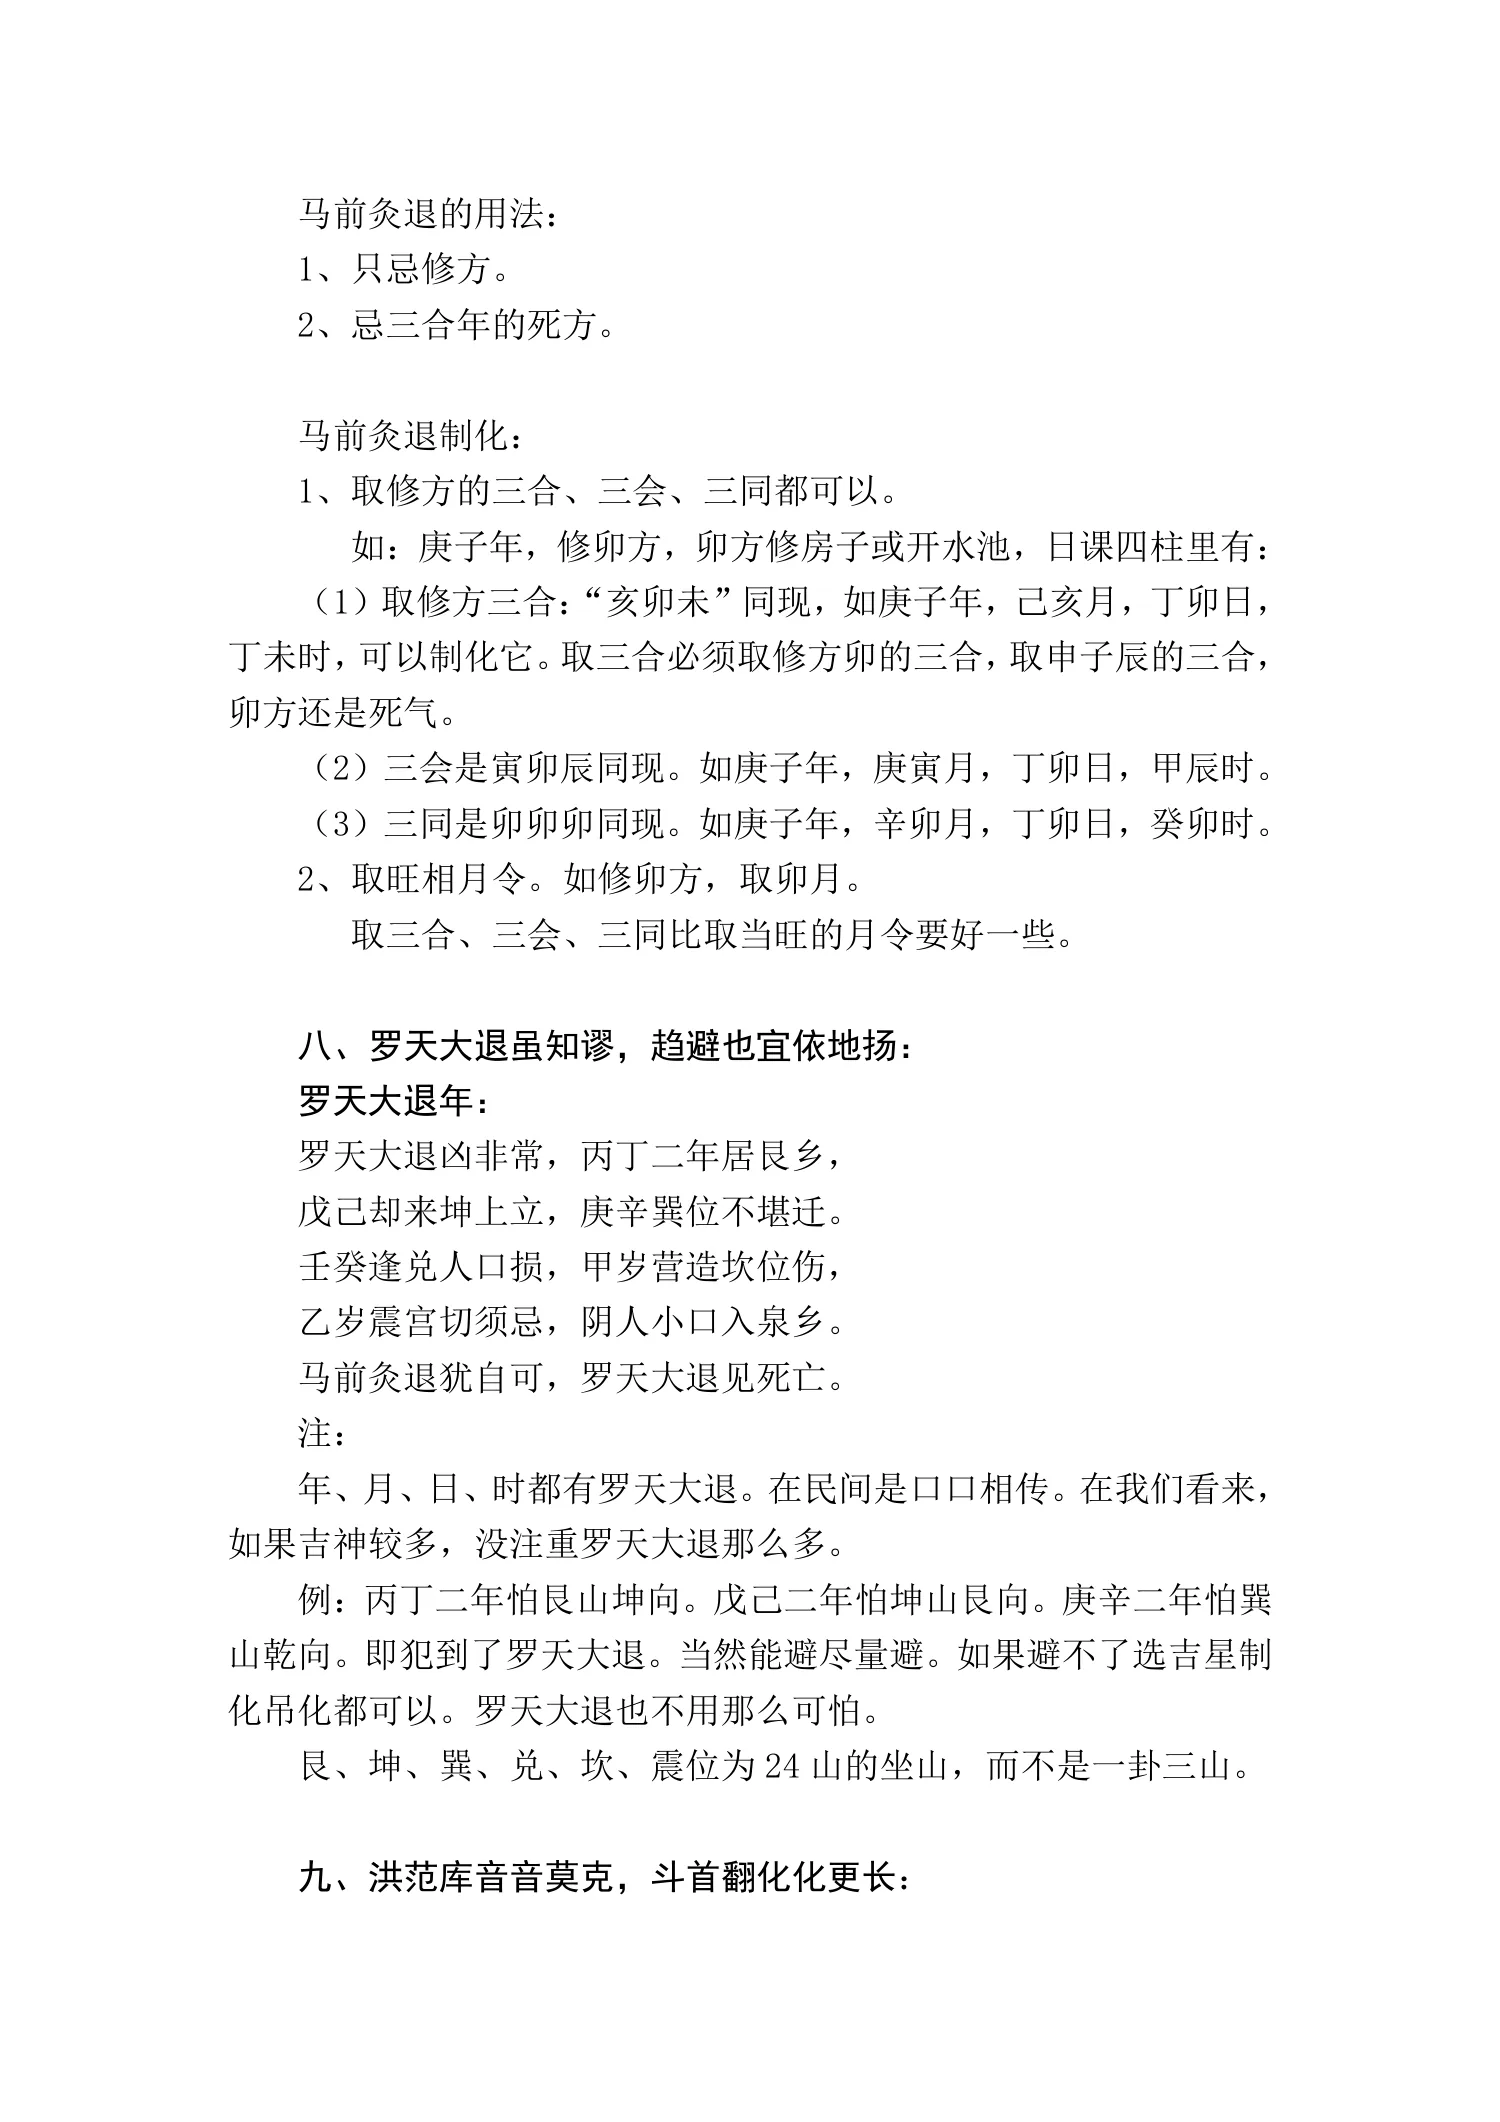 马前灸退的用法：
1、只忌修方。
2、忌三合年的死方。
马前灸退制化：
1、取修方的三合、三会、三同都可以。
如：庚子年，修卯方，卯方修房子或开水池，日课四柱里有：
（1）取修方三合：“亥卯未”同现，如庚子年，己亥月，丁卯日，
丁未时，可以制化它。取三合必须取修方卯的三合，取申子辰的三合，
卯方还是死气。
（2）三会是寅卯辰同现。如庚子年，庚寅月，丁卯日，甲辰时。
（3）三同是卯卯卯同现。如庚子年，辛卯月，丁卯日，癸卯时。
2、取旺相月令。如修卯方，取卯月。
取三合、三会、三同比取当旺的月令要好一些。
八、罗天大退虽知谬，趋避也宜依地扬：
罗天大退年：
罗天大退凶非常，丙丁二年居艮乡，
戊己却来坤上立，庚辛巽位不堪迁。
壬癸逢兑人口损，甲岁营造坎位伤，
乙岁震宫切须忌，阴人小口入泉乡。
马前灸退犹自可，罗天大退见死亡。
注：
年、月、日、时都有罗天大退。在民间是口口相传。在我们看来，
如果吉神较多，没注重罗天大退那么多。
例：丙丁二年怕艮山坤向。戊己二年怕坤山艮向。庚辛二年怕巽
山乾向。即犯到了罗天大退。当然能避尽量避。如果避不了选吉星制
化吊化都可以。罗天大退也不用那么可怕。
艮、坤、巽、兑、坎、震位为 24 山的坐山，而不是一卦三山。
九、洪范库音音莫克，斗首翻化化更长：